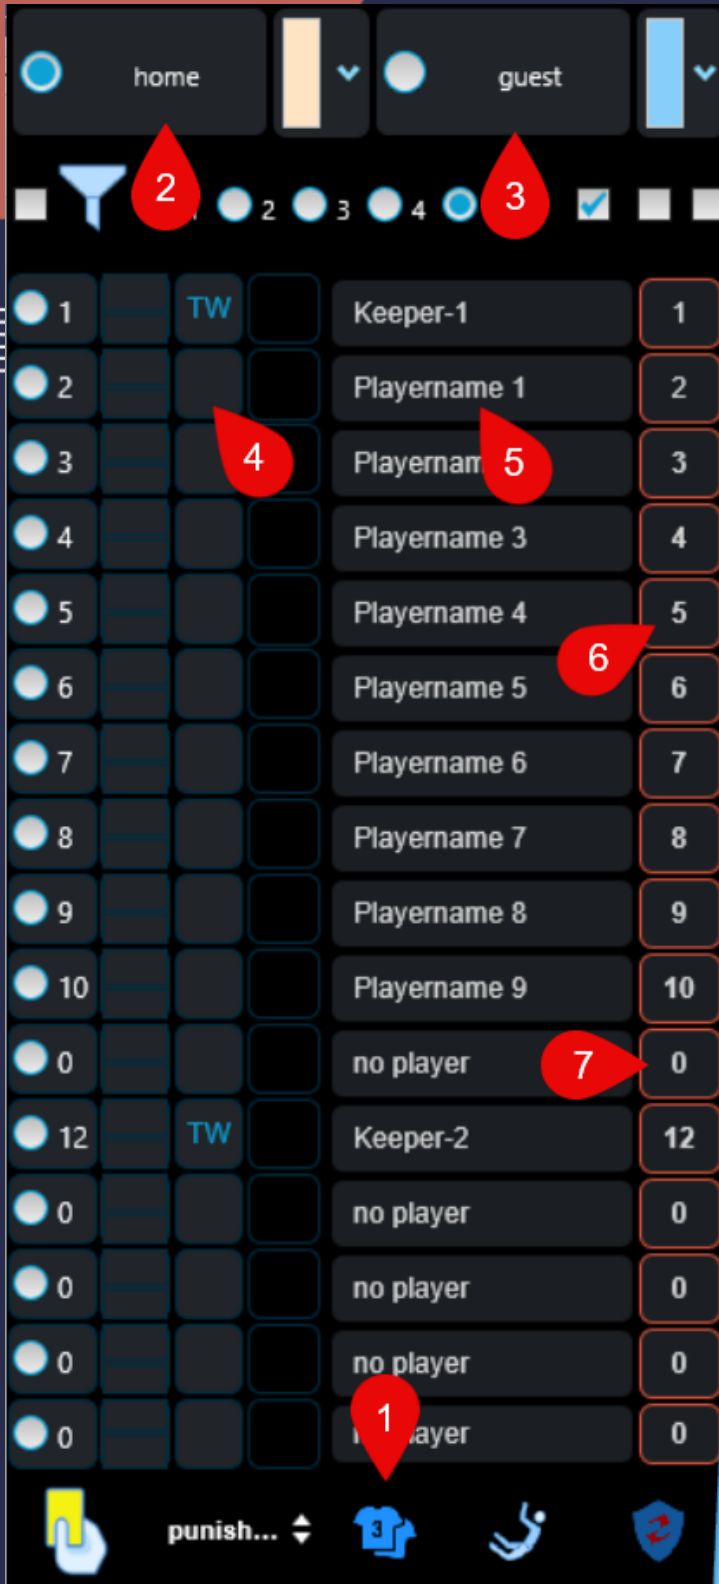 home guest
2 3
2 3 4
1 TW Keeper-1 1
2 Playername 1 2
4 5
3 Playernam 3
4 Playername 3 4
5 Playername 4 5
6
6 Playername 5 6
7 Playername 6 7
8 Playername 7 8
9 Playername 8 9
10 Playername 9 10
0 no player 7 0
12 TW Keeper-2 12
0 no player 0
0 no player 0
0 no player 0
1
0 ayer 0
punish... 3